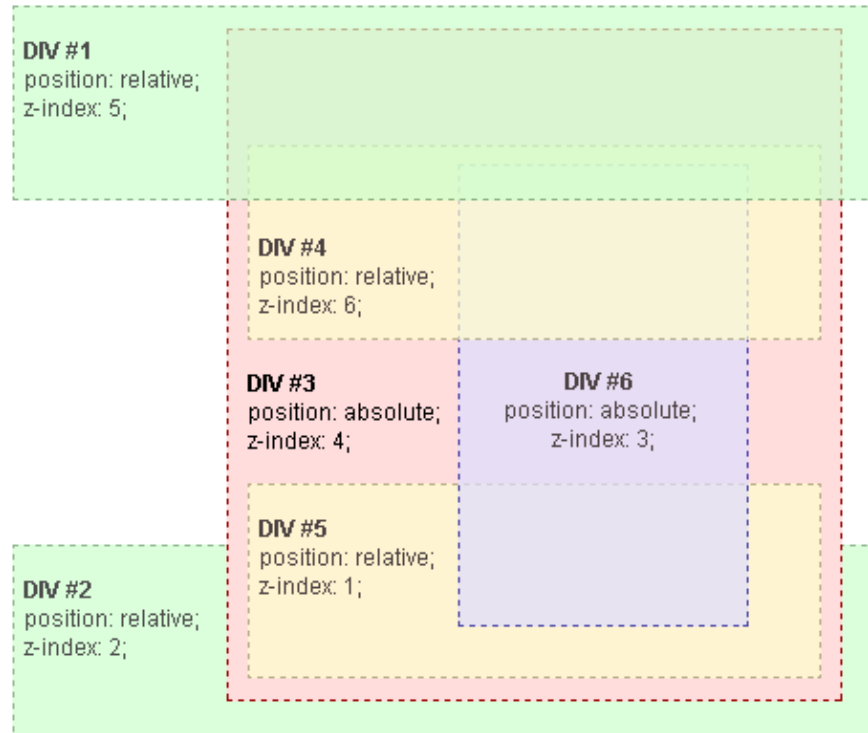 DIV #1
position: relative;
z-index: 5;
DIV #4
position: relative;
z-index: 6;
DIV #3
position: absolute;
z-index: 4;
DIV #6
position: absolute;
z-index: 3;
DIV #5
position: relative;
z-index: 1;
DIV #2
position: relative;
z-index: 2;